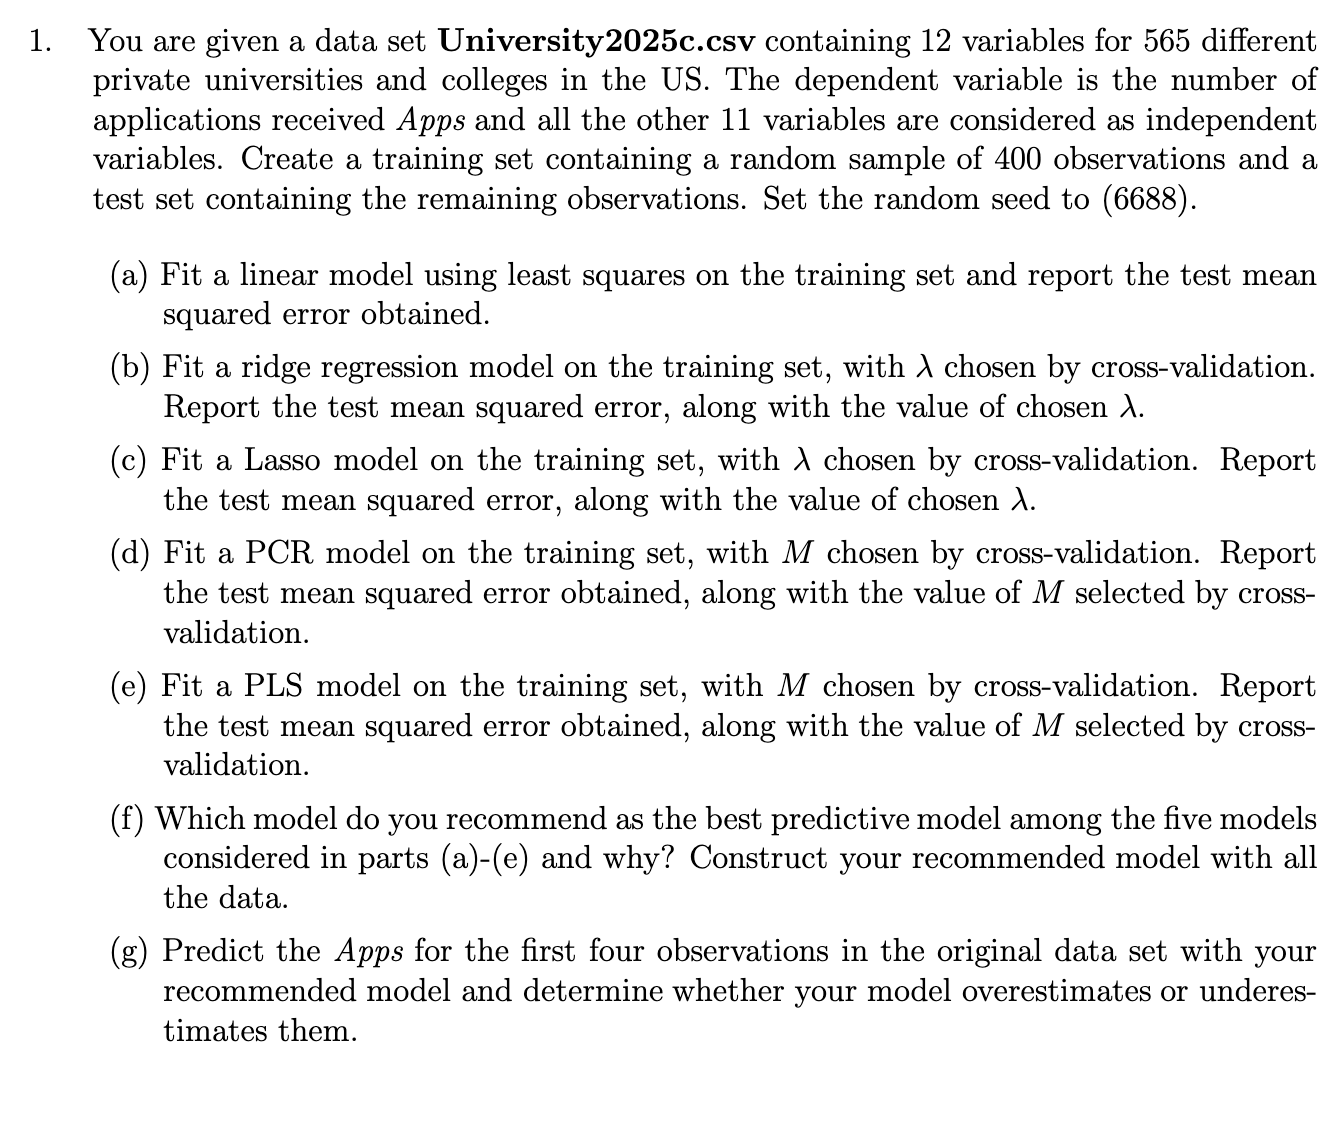 1. You are given a data set University2025c.csv containing 12 variables for 565 different
private universities and colleges in the US. The dependent variable is the number of
applications received Apps and all the other 11 variables are considered as independent
variables. Create a training set containing a random sample of 400 observations and a
test set containing the remaining observations. Set the random seed to (6688).
(a) Fit a linear model using least squares on the training set and report the test mean
squared error obtained.
(b) Fit a ridge regression model on the training set, with λ chosen by cross-validation.
Report the test mean squared error, along with the value of chosen λ.
(c) Fit a Lasso model on the training set, with λ chosen by cross-validation. Report
the test mean squared error, along with the value of chosen λ.
(d) Fit a PCR model on the training set, with M chosen by cross-validation. Report
the test mean squared error obtained, along with the value of M selected by cross-
validation.
(e) Fit a PLS model on the training set, with M chosen by cross-validation. Report
the test mean squared error obtained, along with the value of M selected by cross-
validation.
(f) Which model do you recommend as the best predictive model among the five models
considered in parts (a)-(e) and why? Construct your recommended model with all
the data.
(g) Predict the Apps for the first four observations in the original data set with your
recommended model and determine whether your model overestimates or underes-
timates them.